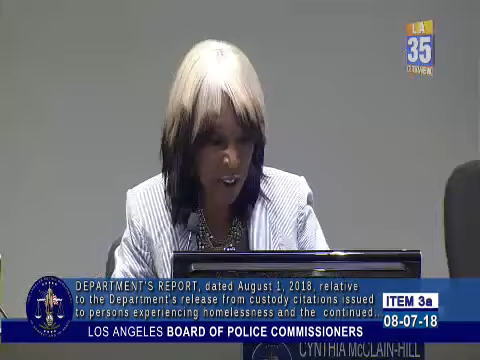 LA
35
CITYVIEW
DEPARTMENT'S REPORT, dated August 1, 2018, relative
to the Department's release from custody citations issued
to persons experiencing homelessness and the continued...
ITEM 3a
08-07-18
LOS ANGELES BOARD OF POLICE COMMISSIONERS
CYNTHIA McCLAIN-HILL